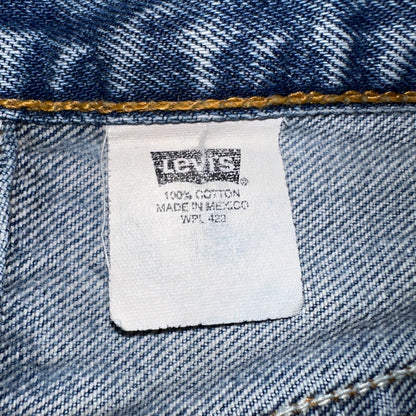 Levi's ®
100% COTTON
MADE IN MEXICO
WPL 423